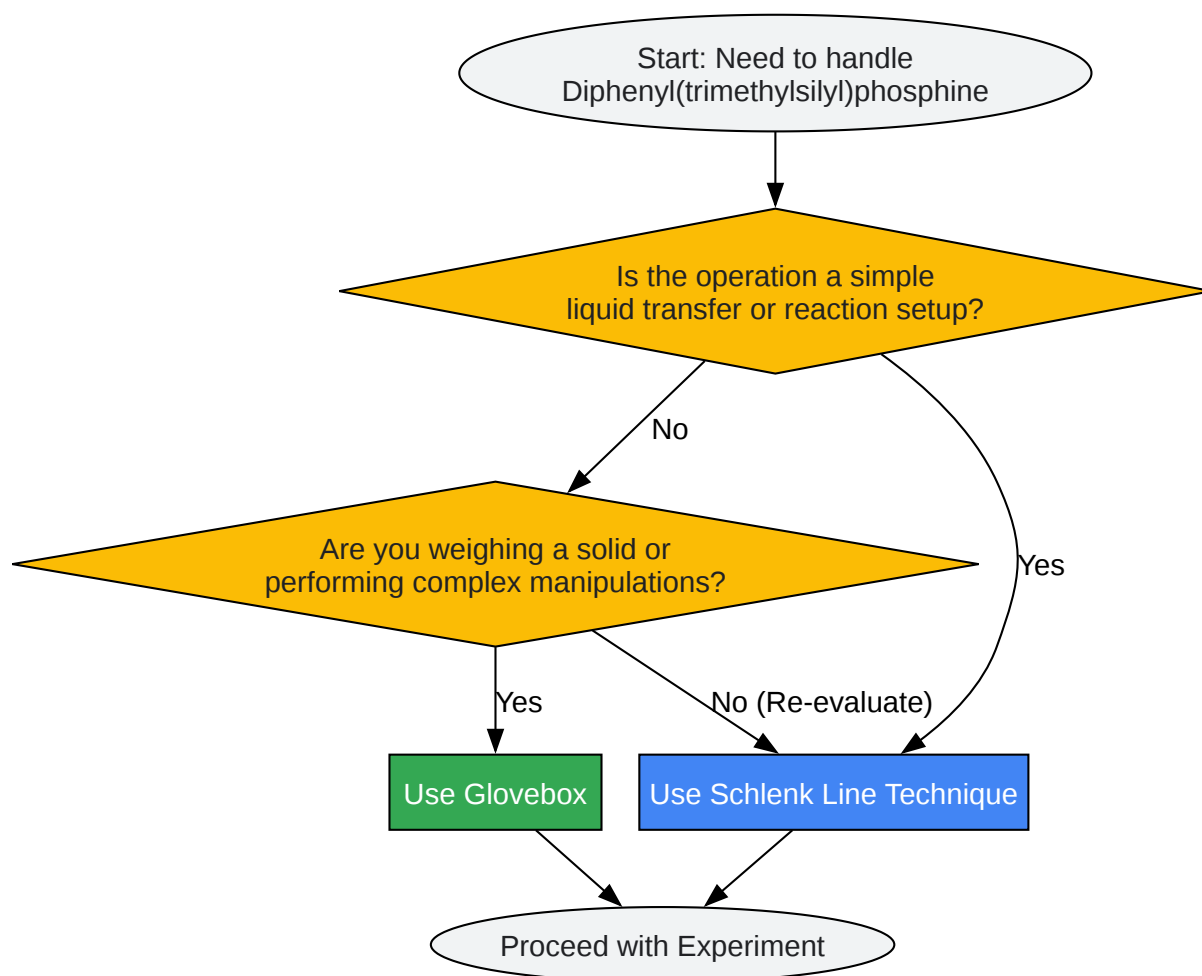 Start: Need to handle
Diphenyl(trimethylsilyl)phosphine
Is the operation a simple
liquid transfer or reaction setup?
No
Are you weighing a solid or
performing complex manipulations?
Yes
Yes
No (Re-evaluate)
Use Glovebox
Use Schlenk Line Technique
Proceed with Experiment